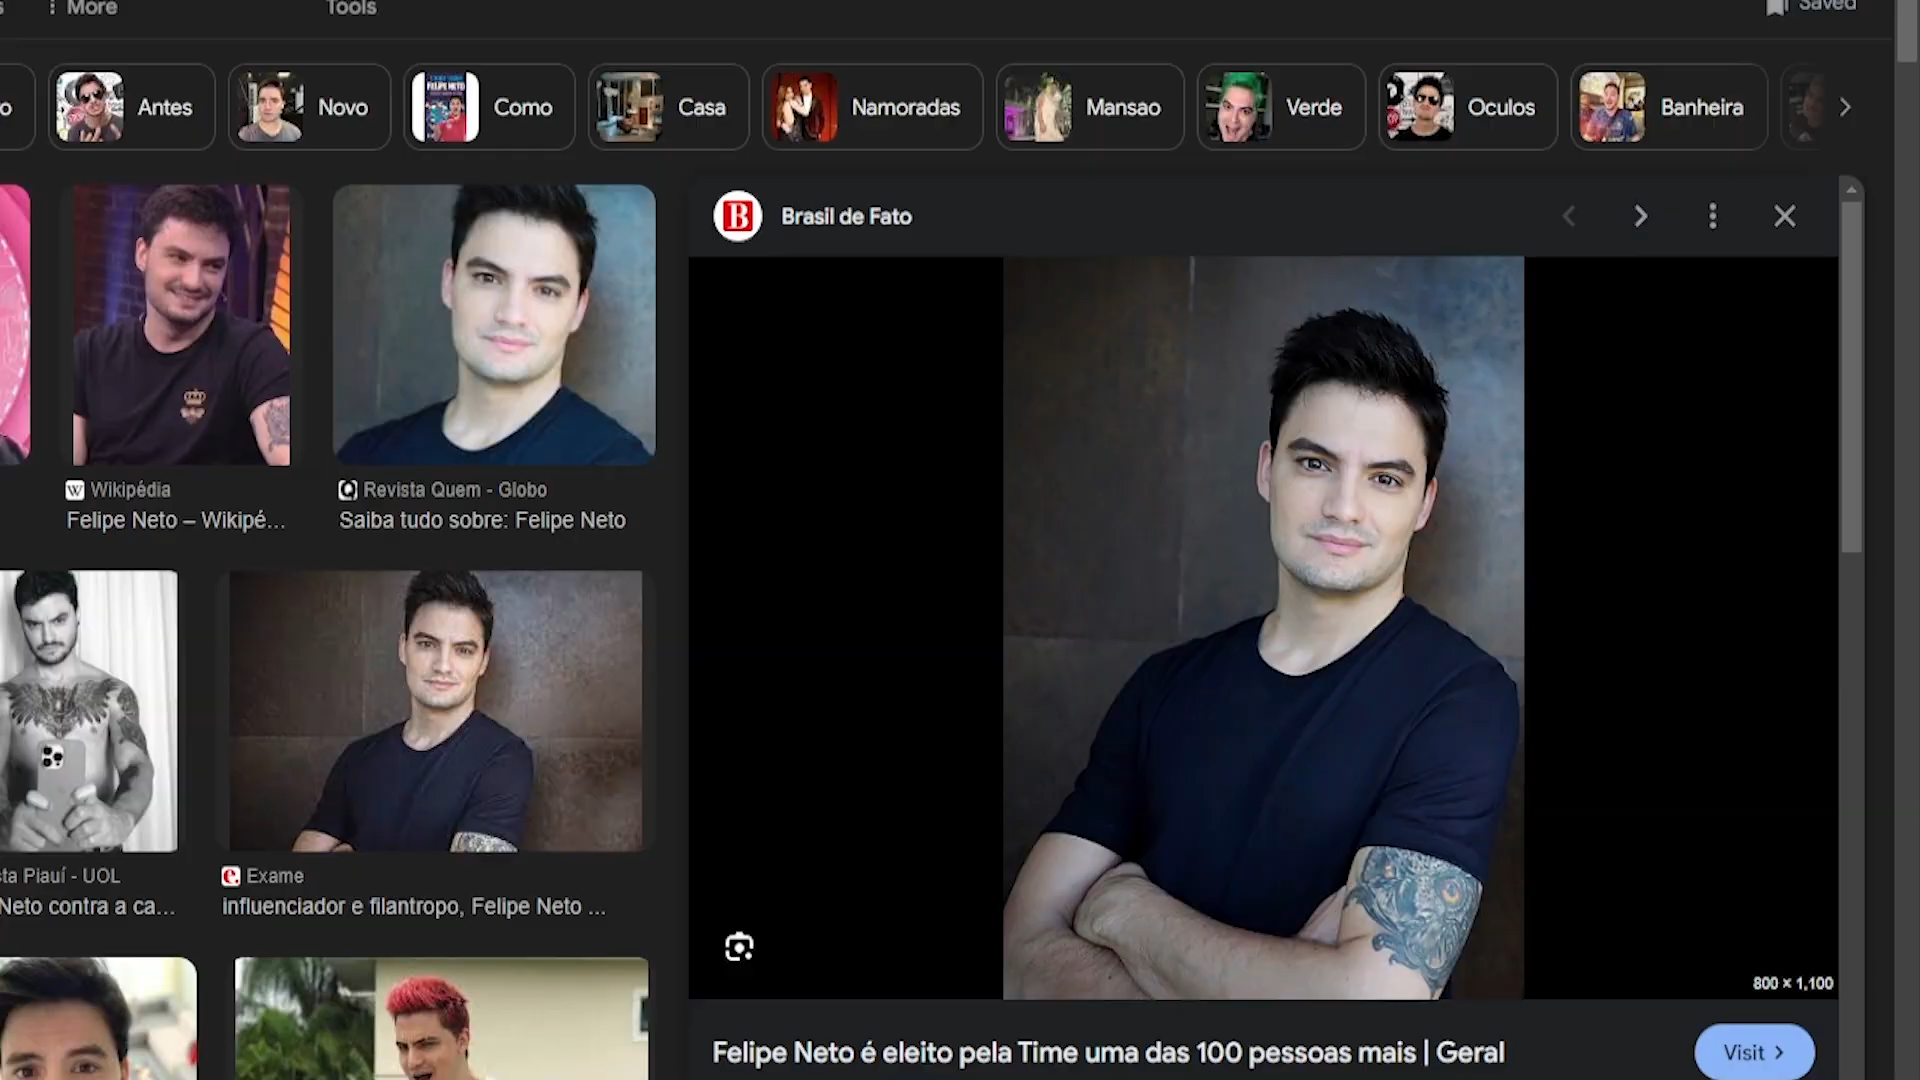 More
Tools
Saved
o
Antes
Novo
FELIPE NETO
Como
Casa
Namoradas
Mansao
Verde
Oculos
Banheira
B
Brasil de Fato
W Wikipédia
Felipe Neto – Wikipé...
Q Revista Quem - Globo
Saiba tudo sobre: Felipe Neto
ta Piauí - UOL
Neto contra a ca...
e. Exame
influenciador e filantropo, Felipe Neto ...
800 × 1,100
Felipe Neto é eleito pela Time uma das 100 pessoas mais | Geral
Visit